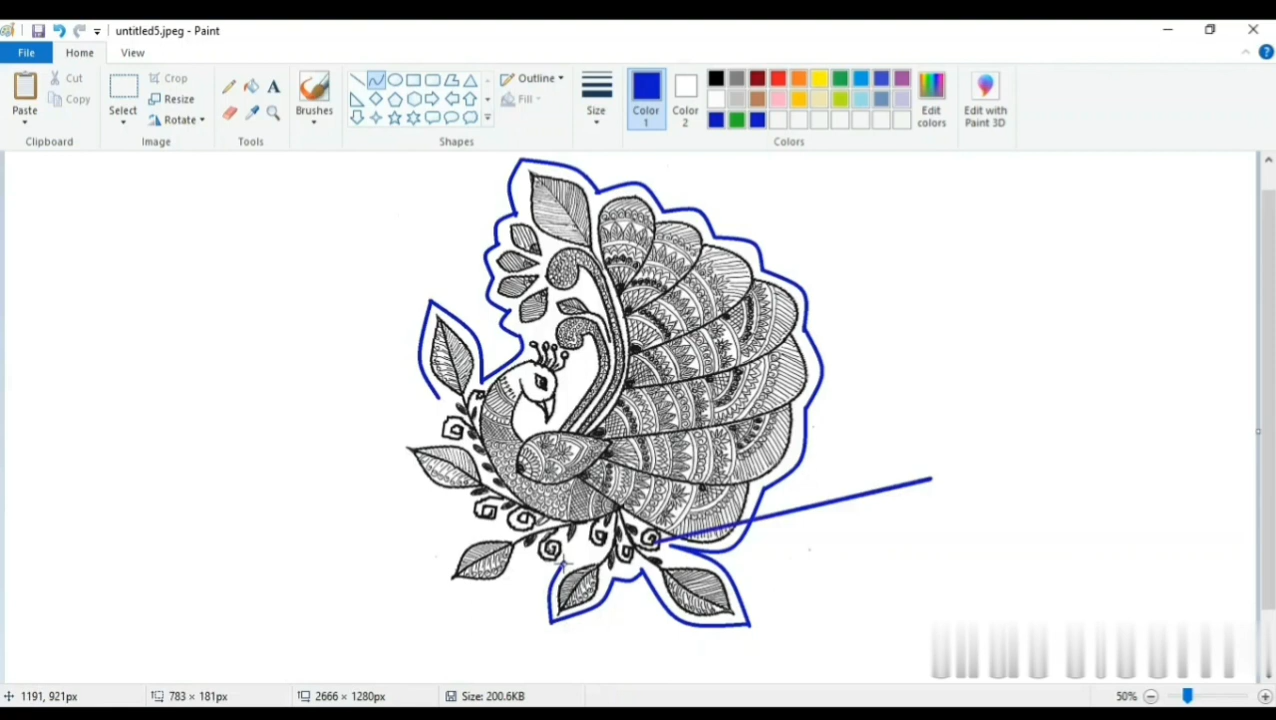 untitled5.jpeg - Paint
File
Home
View
Paste
Cut
Copy
Clipboard
Select
Crop
Resize
Rotate
Image
Tools
Brushes
Shapes
Outline
Fill
Size
Color 1
Color 2
Edit colors
Colors
Edit with Paint 3D
1191, 921px
783 × 181px
2666 × 1280px
Size: 200.6KB
50%